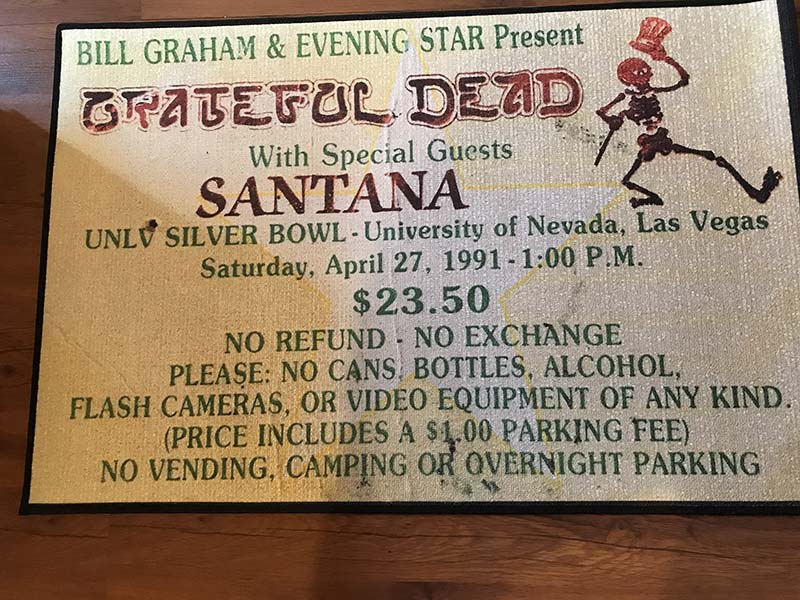 BILL GRAHAM & EVENING STAR Present
GRATEFUL DEAD
With Special Guests
SANTANA
UNLV SILVER BOWL - University of Nevada, Las Vegas
Saturday, April 27, 1991 - 1:00 P.M.
$23.50
NO REFUND - NO EXCHANGE
PLEASE: NO CANS, BOTTLES, ALCOHOL,
FLASH CAMERAS, OR VIDEO EQUIPMENT OF ANY KIND.
(PRICE INCLUDES A $1.00 PARKING FEE)
NO VENDING, CAMPING OR OVERNIGHT PARKING